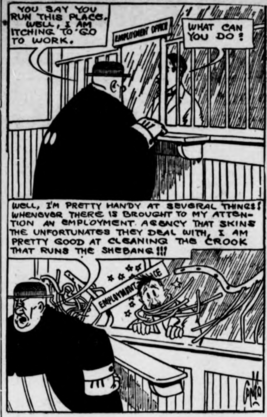 YOU SAY YOU
RUN THIS PLACE.
WELL, I AM
ITCHING TO GO
TO WORK.
EMPLOYMENT OFFICE
WHAT CAN
YOU DO?
WELL, I'M PRETTY HANDY AT SEVERAL THINGS!
WHENEVER THERE IS BROUGHT TO MY ATTEN-
TION AN EMPLOYMENT AGENCY THAT SKINS
THE UNFORTUNATES THEY DEAL WITH, I AM
PRETTY GOOD AT CLEANING THE CROOK
THAT RUNS THE SHEBANG!!!
EMPLOYMENT